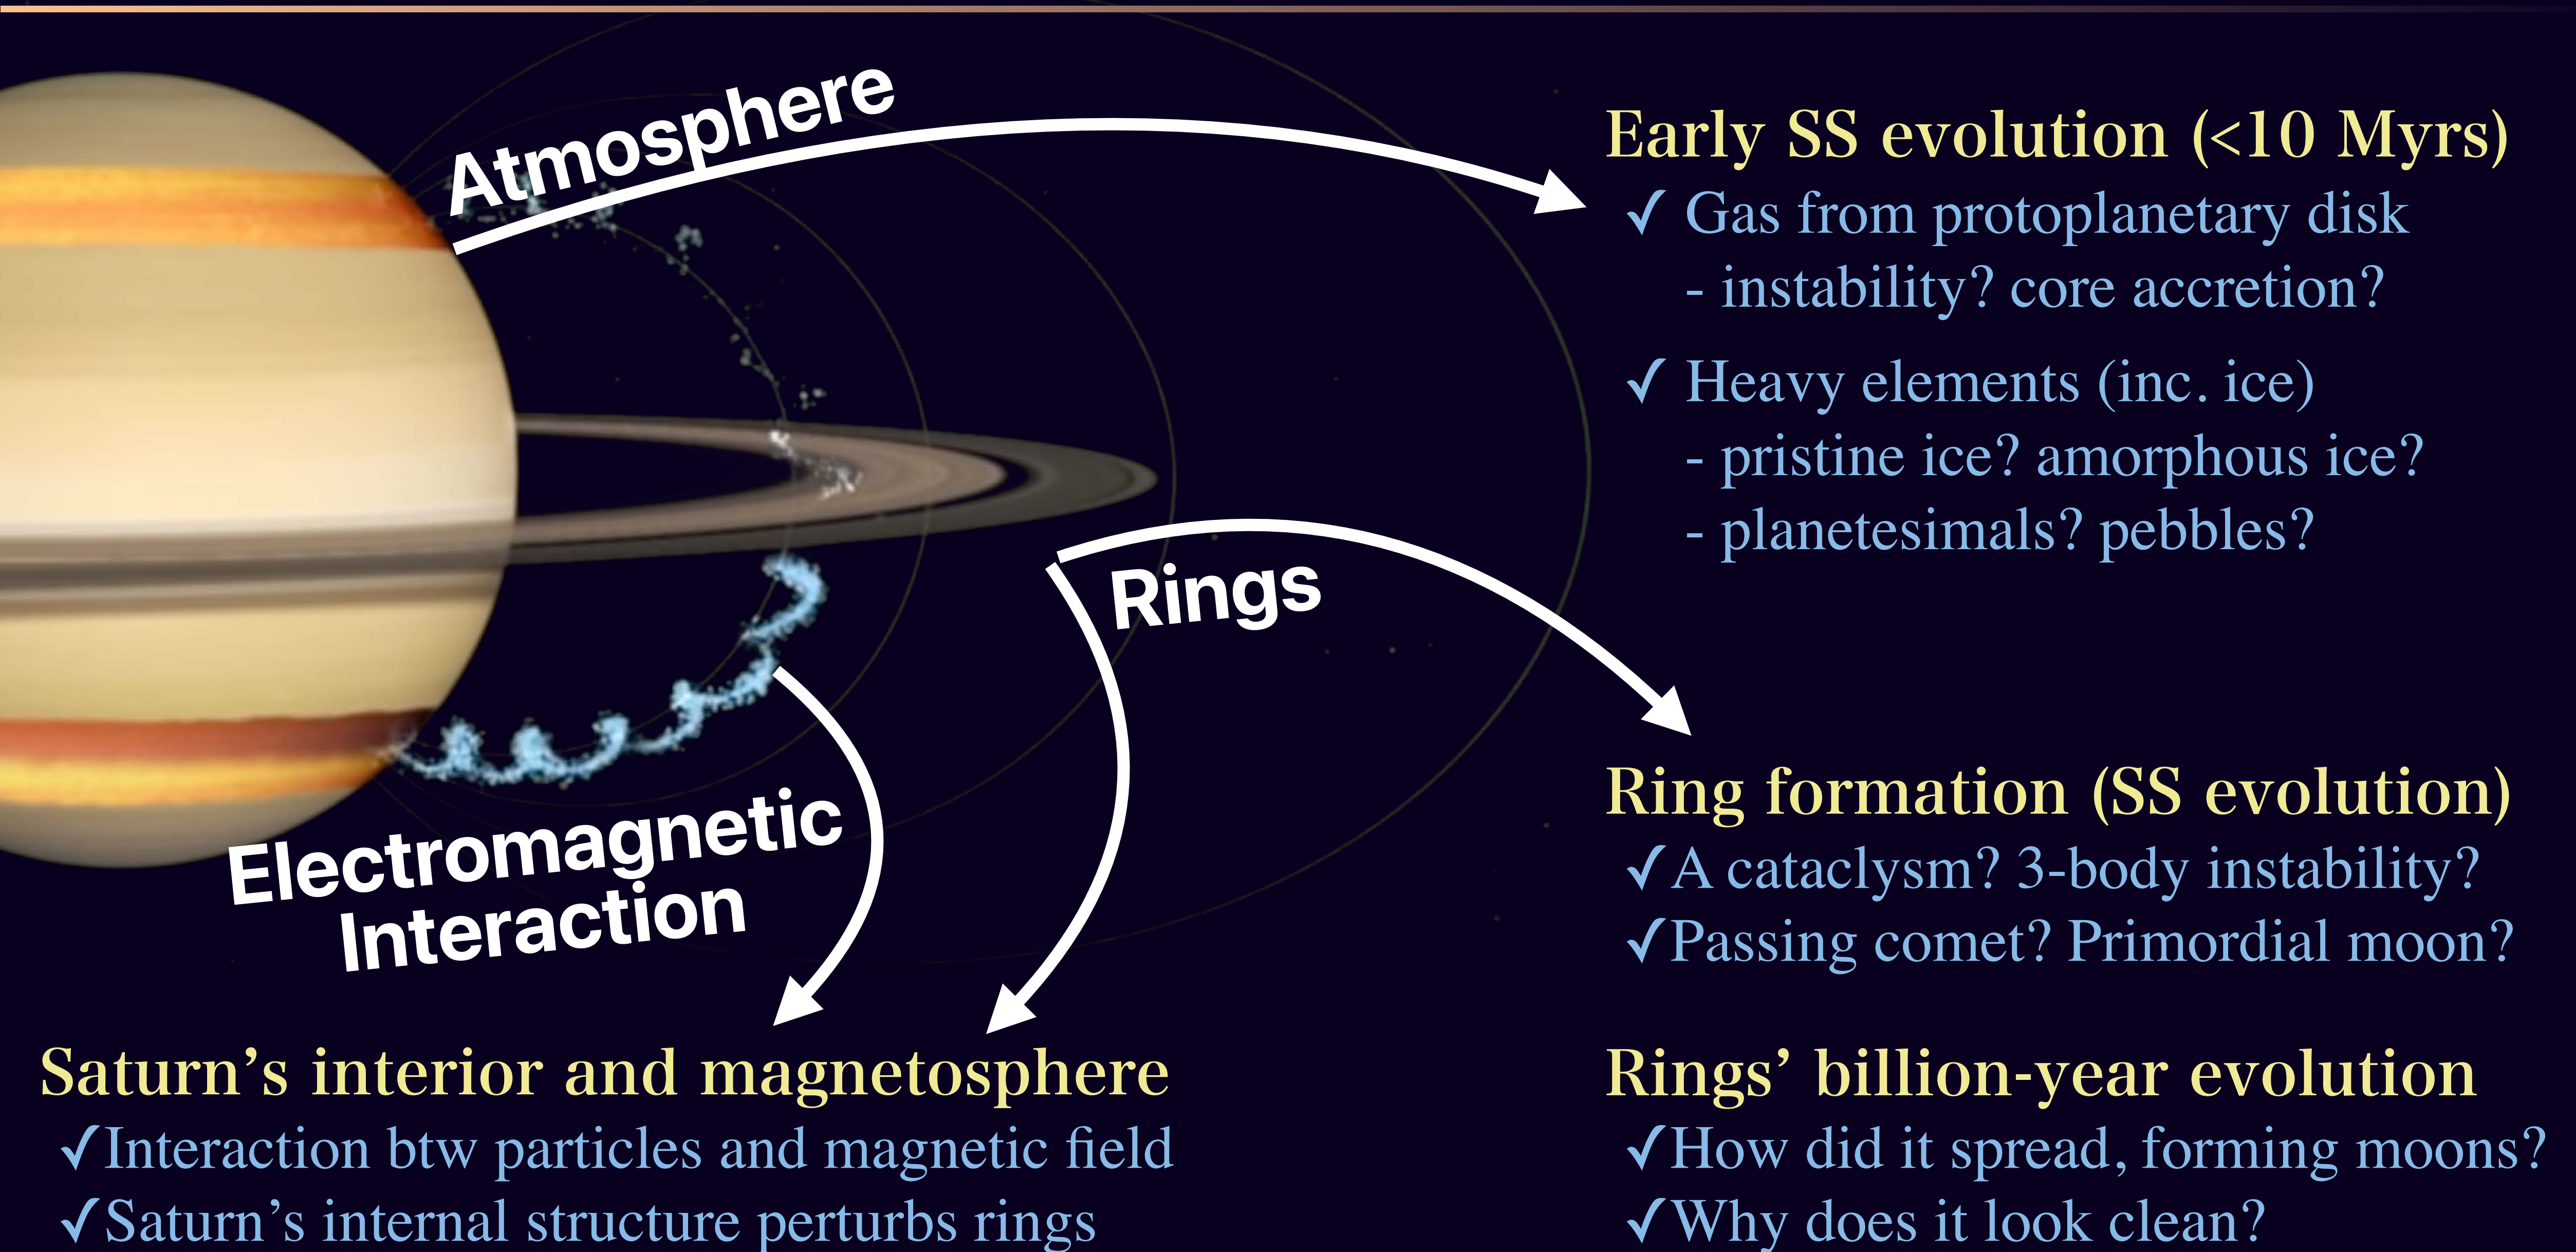 Atmosphere
Early SS evolution (<10 Myrs)
✓ Gas from protoplanetary disk
- instability? core accretion?
✓ Heavy elements (inc. ice)
- pristine ice? amorphous ice?
- planetesimals? pebbles?
Rings
Ring formation (SS evolution)
✓A cataclysm? 3-body instability?
✓Passing comet? Primordial moon?
Electromagnetic
Interaction
Saturn’s interior and magnetosphere
✓Interaction btw particles and magnetic field
✓Saturn’s internal structure perturbs rings
Rings’ billion-year evolution
✓How did it spread, forming moons?
✓Why does it look clean?